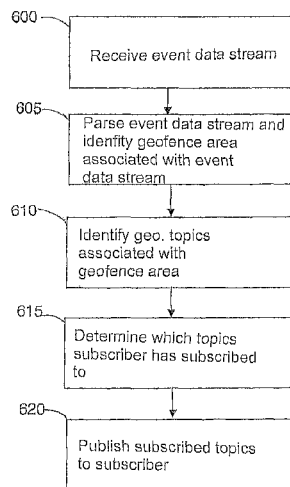 600
Receive event data stream
605
Parse event data stream and
idenfity geofence area
associated with event
data stream
610
Identify geo. topics
associated with
geofence area
615
Determine which topics
subscriber has subscribed
to
620
Publish subscribed topics
to subscriber